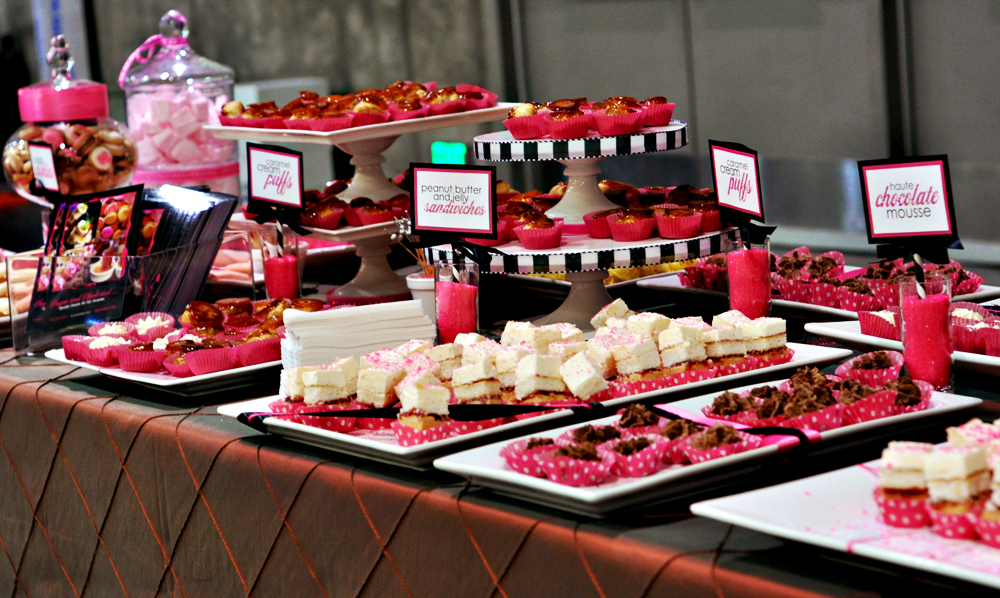 caramel
cream
puffs
peanut butter
and jelly
sandwiches
caramel
cream
puffs
haute
chocolate
mousse